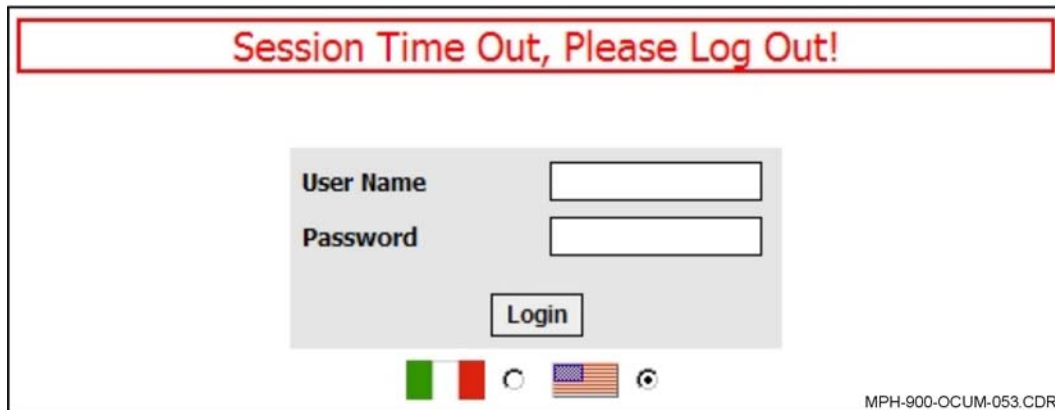 Session Time Out, Please Log Out!
User Name
Password
Login
MPH-900-OCUM-053.CDR